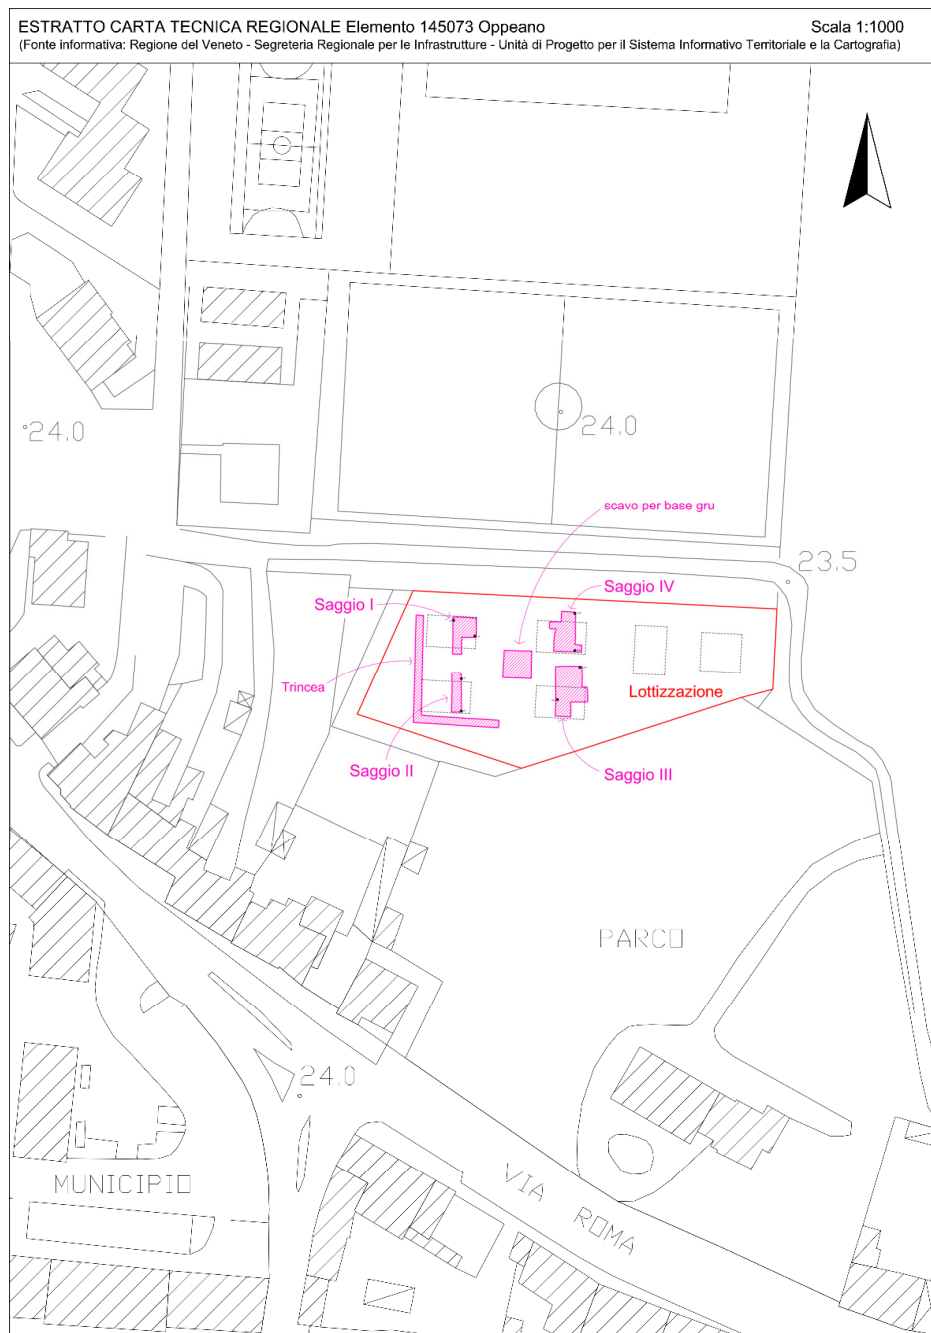 ESTRATTO CARTA TECNICA REGIONALE Elemento 145073 Oppeano
Scala 1:1000
(Fonte informativa: Regione del Veneto - Segreteria Regionale per le Infrastrutture - Unità di Progetto per il Sistema Informativo Territoriale e la Cartografia)
24.0
24.0
scavo per base gru
23.5
Saggio IV
Saggio I
Trincea
Lottizzazione
Saggio II
Saggio III
PARCO
24.0
MUNICIPIO
VIA ROMA